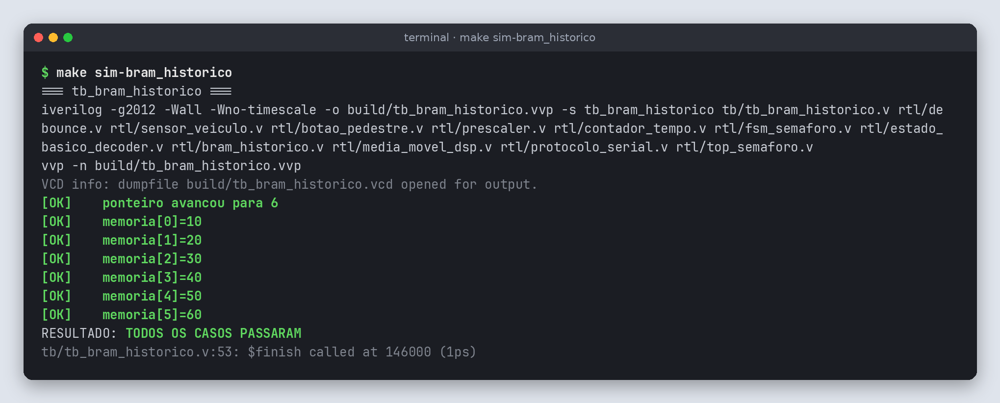 terminal · make sim-bram_historico
$ make sim-bram_historico
=== tb_bram_historico ===
iverilog -g2012 -Wall -Wno-timescale -o build/tb_bram_historico.vvp -s tb_bram_historico tb/tb_bram_historico.v rtl/de
bounce.v rtl/sensor_veiculo.v rtl/botao_pedestre.v rtl/prescaler.v rtl/contador_tempo.v rtl/fsm_semaforo.v rtl/estado_
basico_decoder.v rtl/bram_historico.v rtl/media_movel_dsp.v rtl/protocolo_serial.v rtl/top_semaforo.v
vvp -n build/tb_bram_historico.vvp
VCD info: dumpfile build/tb_bram_historico.vcd opened for output.
[OK]    ponteiro avancou para 6
[OK]    memoria[0]=10
[OK]    memoria[1]=20
[OK]    memoria[2]=30
[OK]    memoria[3]=40
[OK]    memoria[4]=50
[OK]    memoria[5]=60
RESULTADO: TODOS OS CASOS PASSARAM
tb/tb_bram_historico.v:53: $finish called at 146000 (1ps)